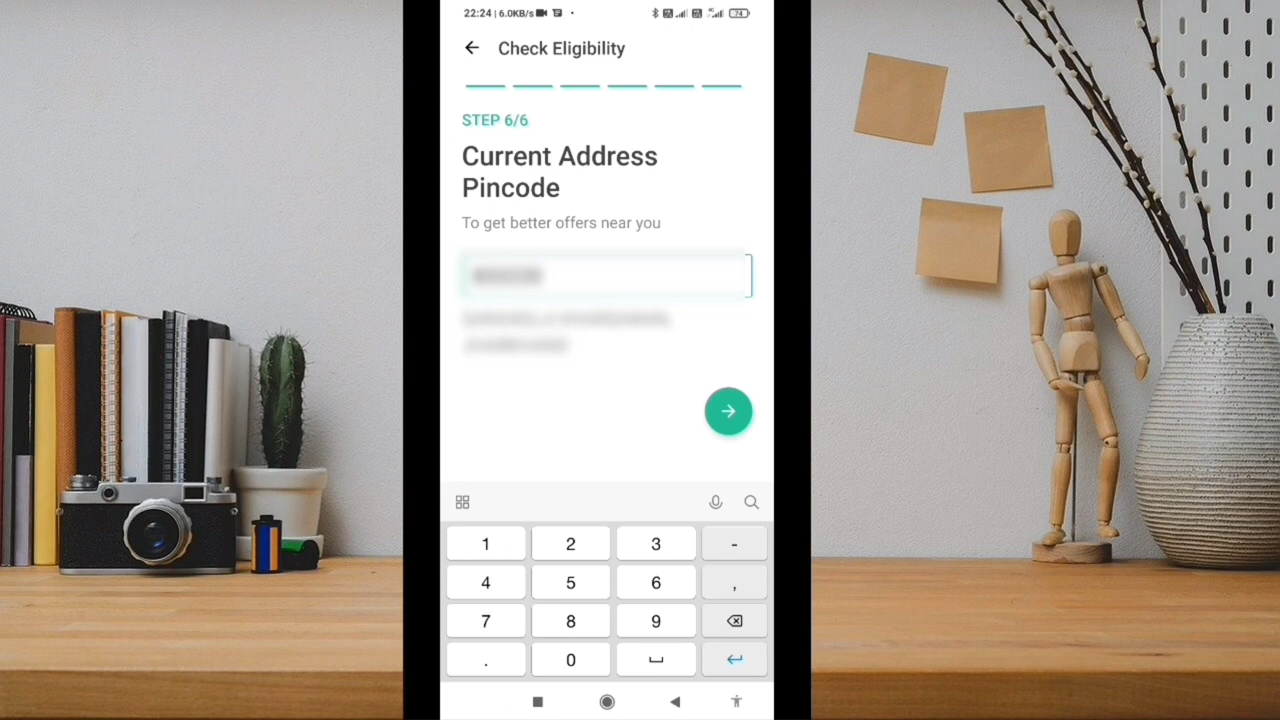 22:24 | 6.0KB/s
74
Check Eligibility
STEP 6/6
Current Address
Pincode
To get better offers near you
1 2 3 -
4 5 6 ,
7 8 9
. 0